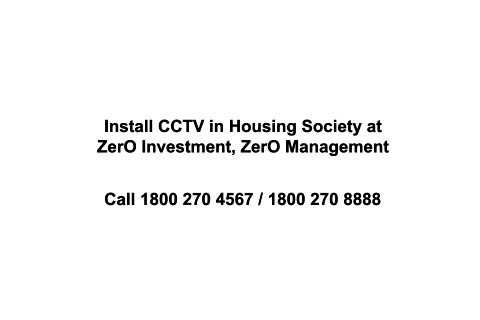 Install CCTV in Housing Society at
ZerO Investment, ZerO Management
Call 1800 270 4567 / 1800 270 8888